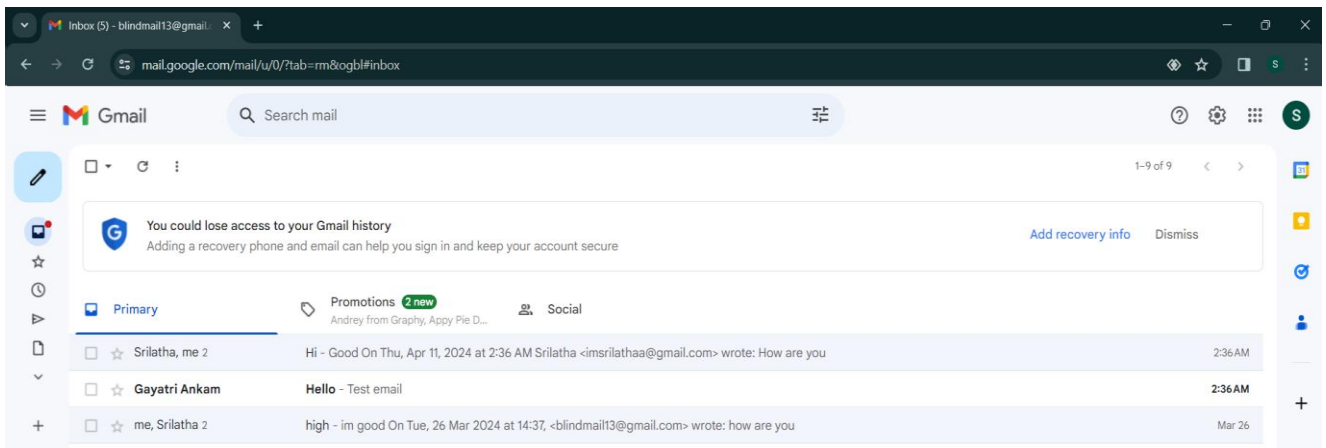 Inbox (5) - blindmail13@gmail.
mail.google.com/mail/u/0/?tab=rm&ogbl#inbox
S
Gmail
Search mail
S
1–9 of 9
31
G
You could lose access to your Gmail history
Adding a recovery phone and email can help you sign in and keep your account secure
Add recovery info Dismiss
Primary
Promotions 2 new
Andrey from Graphy, Appy Pie D...
Social
Srilatha, me 2 Hi - Good On Thu, Apr 11, 2024 at 2:36 AM Srilatha <imsrilathaa@gmail.com> wrote: How are you 2:36 AM
Gayatri Ankam Hello - Test email 2:36 AM
me, Srilatha 2 high - im good On Tue, 26 Mar 2024 at 14:37, <blindmail13@gmail.com> wrote: how are you Mar 26